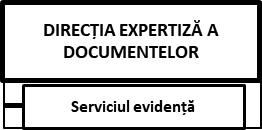 DIRECȚIA EXPERTIZĂ A
DOCUMENTELOR
Serviciul evidență